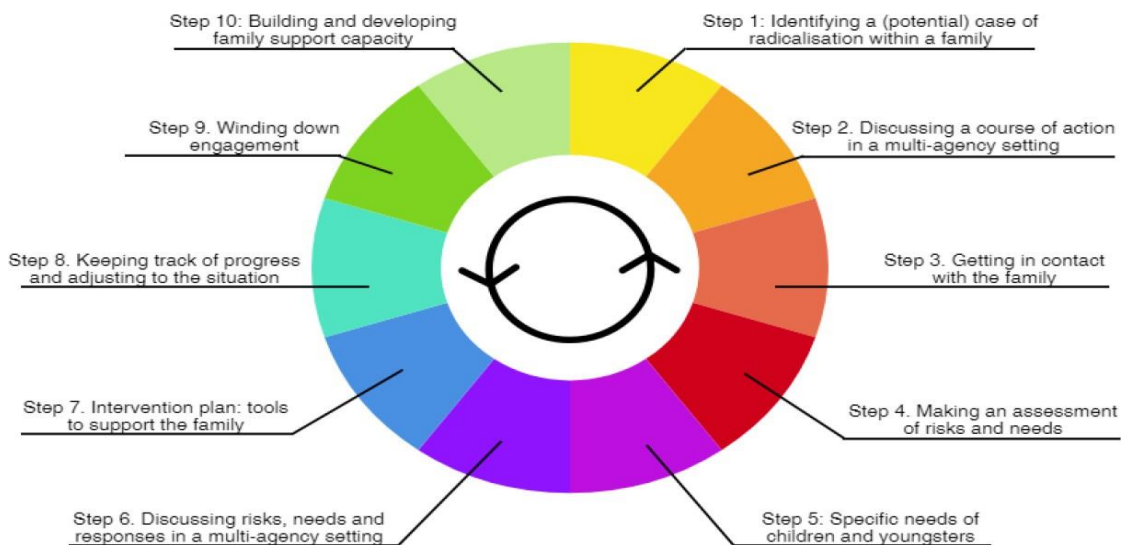 Step 1: Identifying a (potential) case of
radicalisation within a family
Step 2. Discussing a course of action
in a multi-agency setting
Step 3. Getting in contact
with the family
Step 4. Making an assessment
of risks and needs
Step 5: Specific needs of
children and youngsters
Step 6. Discussing risks, needs and
responses in a multi-agency setting
Step 7. Intervention plan: tools
to support the family
Step 8. Keeping track of progress
and adjusting to the situation
Step 9. Winding down
engagement
Step 10: Building and developing
family support capacity